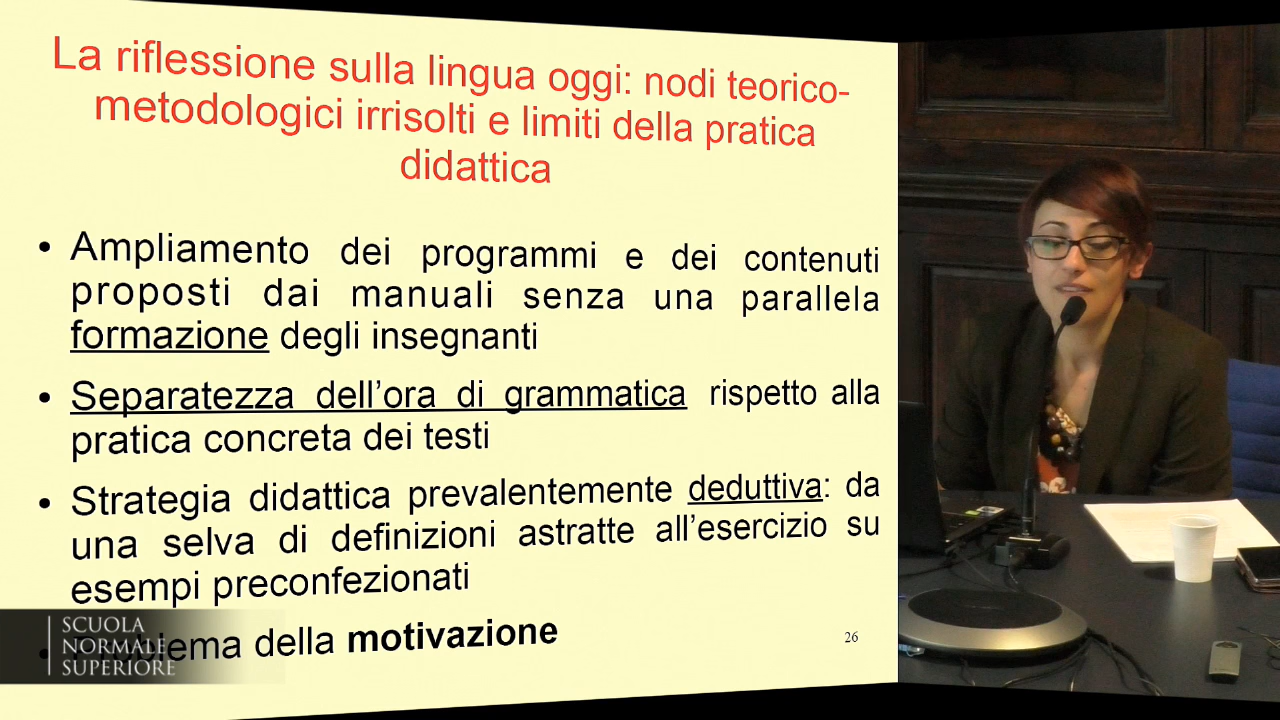 La riflessione sulla lingua oggi: nodi teorico-
metodologici irrisolti e limiti della pratica
didattica
• Ampliamento dei programmi e dei contenuti
proposti dai manuali senza una parallela
formazione degli insegnanti
• Separatezza dell'ora di grammatica rispetto alla
pratica concreta dei testi
• Strategia didattica prevalentemente deduttiva: da
una selva di definizioni astratte all'esercizio su
esempi preconfezionati
• Problema della motivazione
26
SCUOLA
NORMALE
SUPERIORE